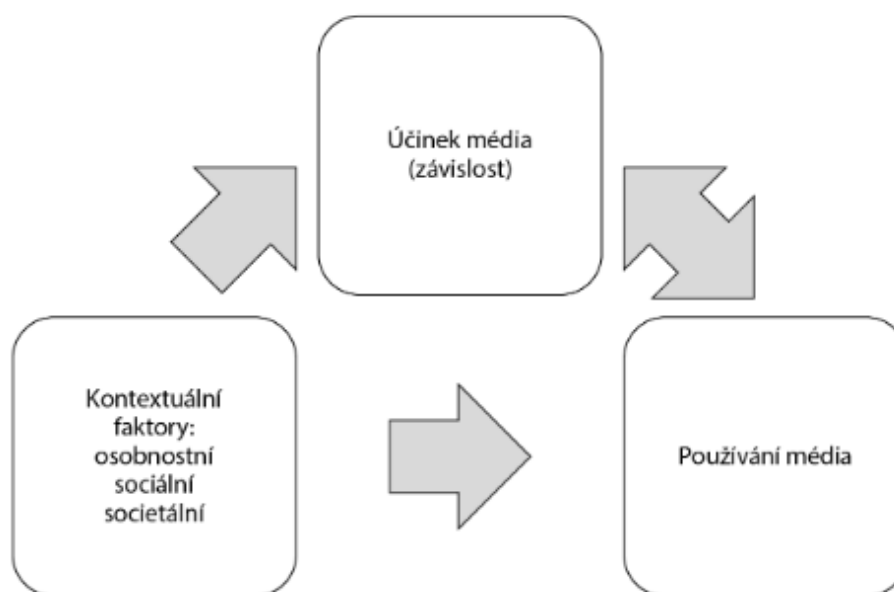 Účinek média
(závislost)
Kontextuální
faktory:
osobnostní
sociální
societální
Používání média